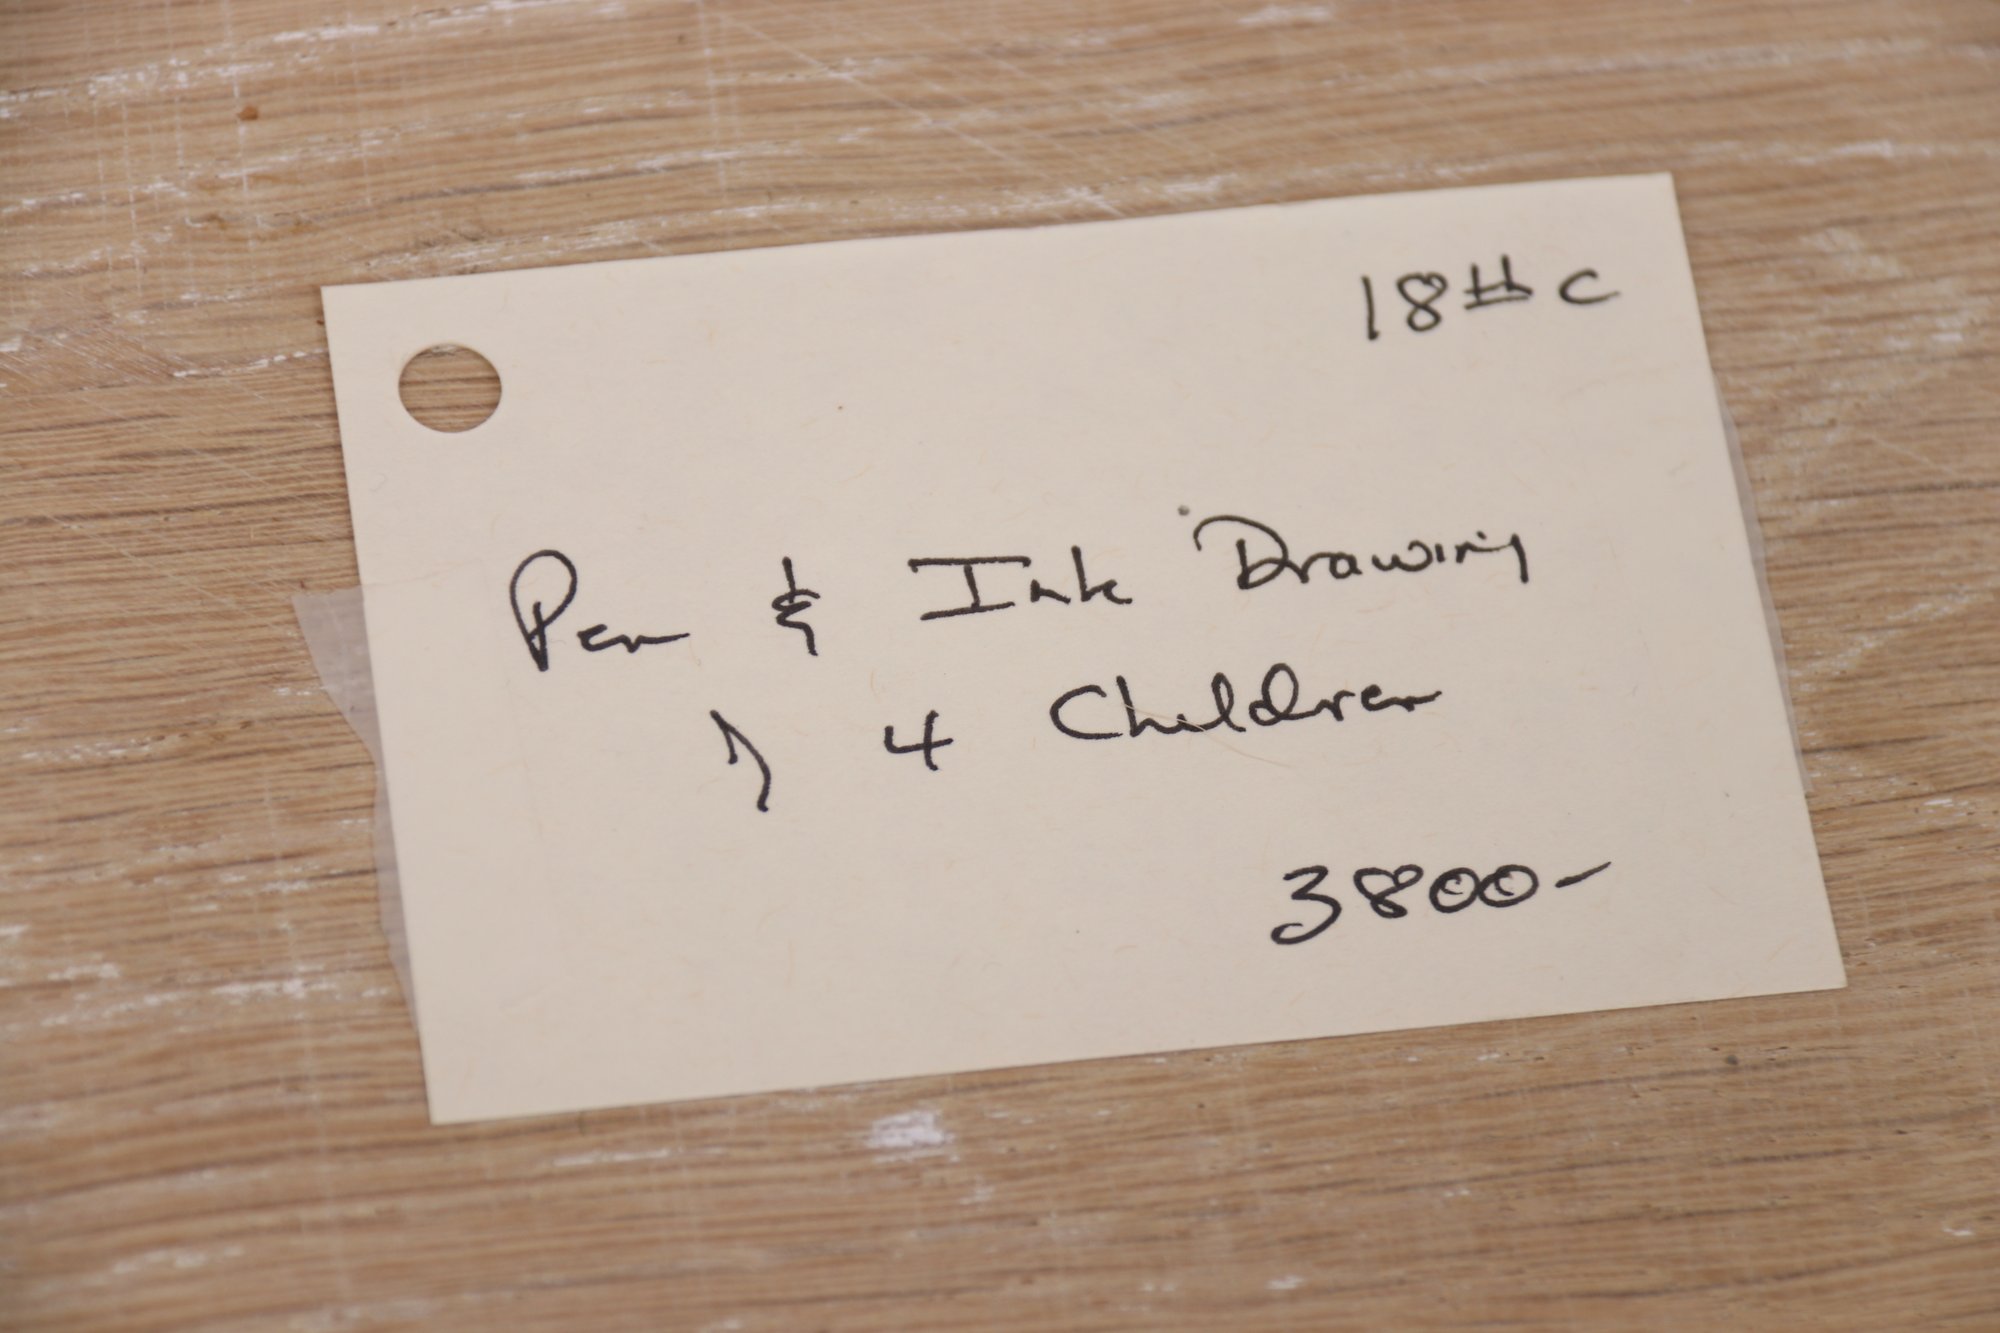 18th C
Pen & Ink Drawing
of 4 Children
3800-